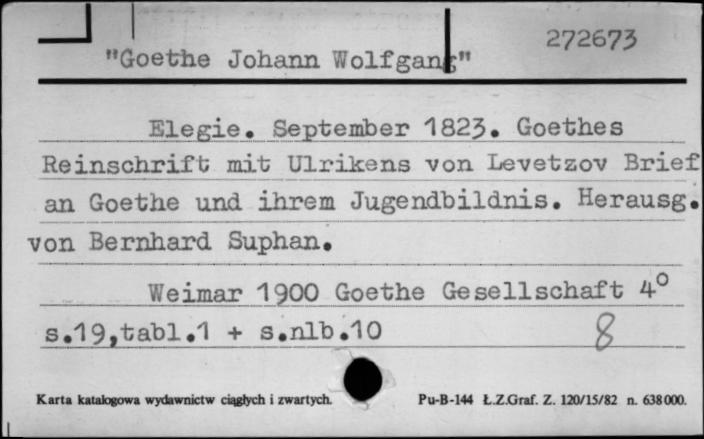 272673
"Goethe Johann Wolfgang"
Elegie. September 1823. Goethes
Reinschrift mit Ulrikens von Levetzov Brief
an Goethe und ihrem Jugendbildnis. Herausg.
von Bernhard Suphan.
Weimar 1900 Goethe Gesellschaft 4°
s.19,tabl.1 + s.nlb.10
8
Karta katalogowa wydawnictw ciągłych i zwartych. Pu-B-144 Ł.Z.Graf. Z. 120/15/82 n. 638000.